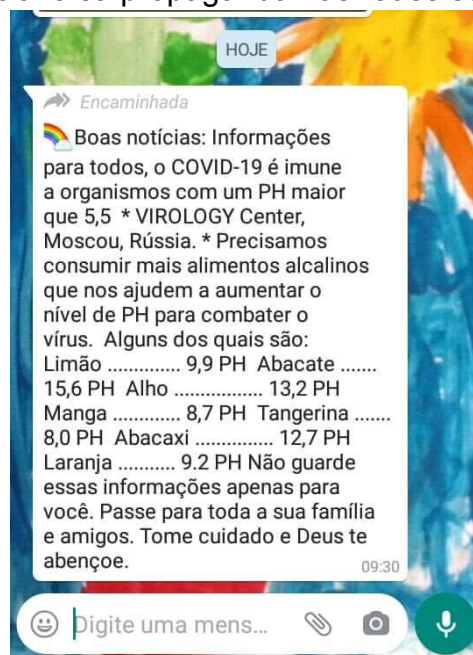 HOJE
Encaminhada
Boas notícias: Informações
para todos, o COVID-19 é imune
a organismos com um PH maior
que 5,5 * VIROLOGY Center,
Moscou, Rússia. * Precisamos
consumir mais alimentos alcalinos
que nos ajudem a aumentar o
nível de PH para combater o
vírus. Alguns dos quais são:
Limão .............. 9,9 PH Abacate .......
15,6 PH Alho ................. 13,2 PH
Manga ............. 8,7 PH Tangerina .......
8,0 PH Abacaxi ............... 12,7 PH
Laranja ........... 9.2 PH Não guarde
essas informações apenas para
você. Passe para toda a sua família
e amigos. Tome cuidado e Deus te
abençoe.
09:30
Digite uma mens...